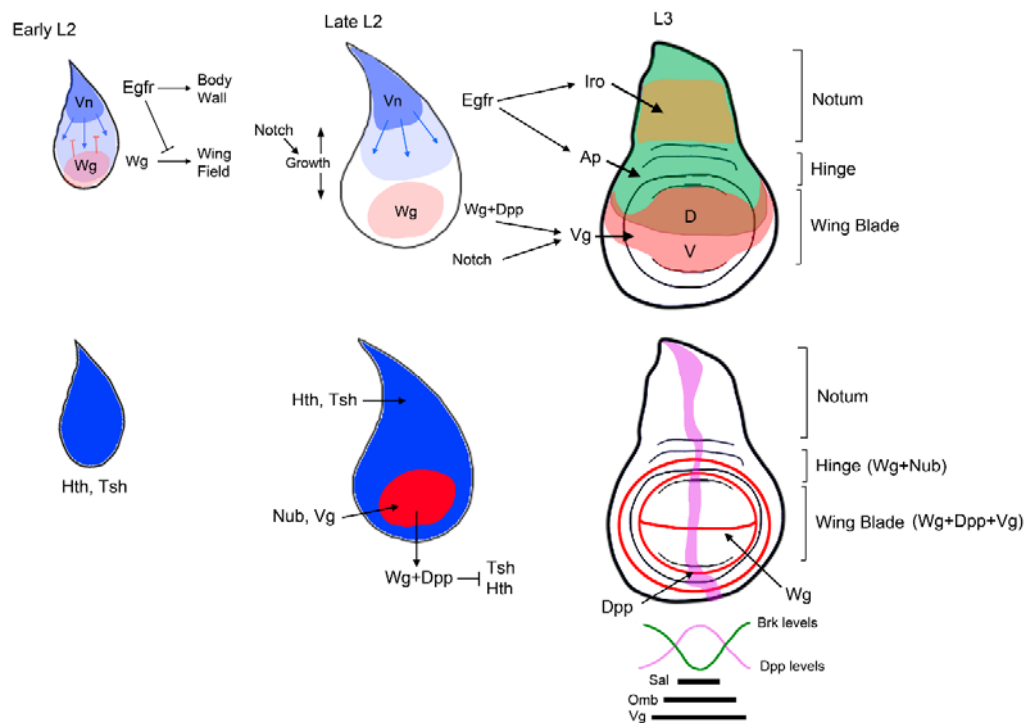 Early L2
Late L2
L3
Vn
Wg
Egfr
Body
Wall
Wg
Wing
Field
Notch
Growth
Vn
Wg
Egfr
Iro
Ap
Wg+Dpp
Notch
Vg
D
V
Notum
Hinge
Wing Blade
Hth, Tsh
Hth, Tsh
Nub, Vg
Wg+Dpp
Tsh
Hth
Notum
Hinge (Wg+Nub)
Wing Blade (Wg+Dpp+Vg)
Dpp
Wg
Brk levels
Dpp levels
Sal
Omb
Vg